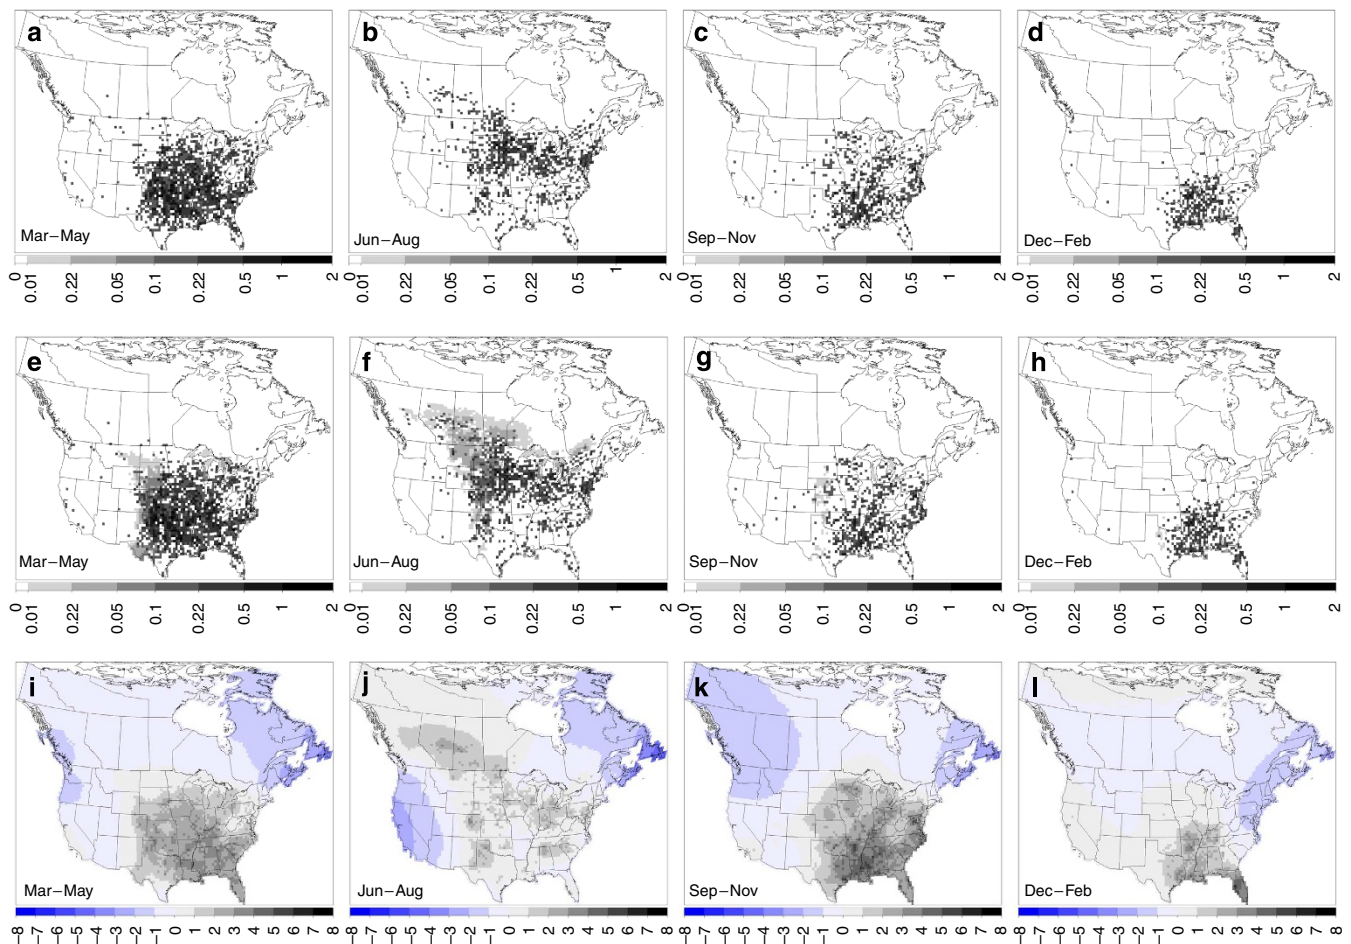 a b c d
Mar–May Jun–Aug Sep–Nov Dec–Feb
0 0.01 0.22 0.05 0.1 0.22 0.5 1 2 0 0.01 0.22 0.05 0.1 0.22 0.5 1 2 0 0.01 0.22 0.05 0.1 0.22 0.5 1 2 0 0.01 0.22 0.05 0.1 0.22 0.5 1 2
e f g h
Mar–May Jun–Aug Sep–Nov Dec–Feb
0 0.01 0.22 0.05 0.1 0.22 0.5 1 2 0 0.01 0.22 0.05 0.1 0.22 0.5 1 2 0 0.01 0.22 0.05 0.1 0.22 0.5 1 2 0 0.01 0.22 0.05 0.1 0.22 0.5 1 2
i j k l
Mar–May Jun–Aug Sep–Nov Dec–Feb
–8 –7 –6 –5 –4 –3 –2 –1 0 1 2 3 4 5 6 7 8 –8 –7 –6 –5 –4 –3 –2 –1 0 1 2 3 4 5 6 7 8 –8 –7 –6 –5 –4 –3 –2 –1 0 1 2 3 4 5 6 7 8 –8 –7 –6 –5 –4 –3 –2 –1 0 1 2 3 4 5 6 7 8